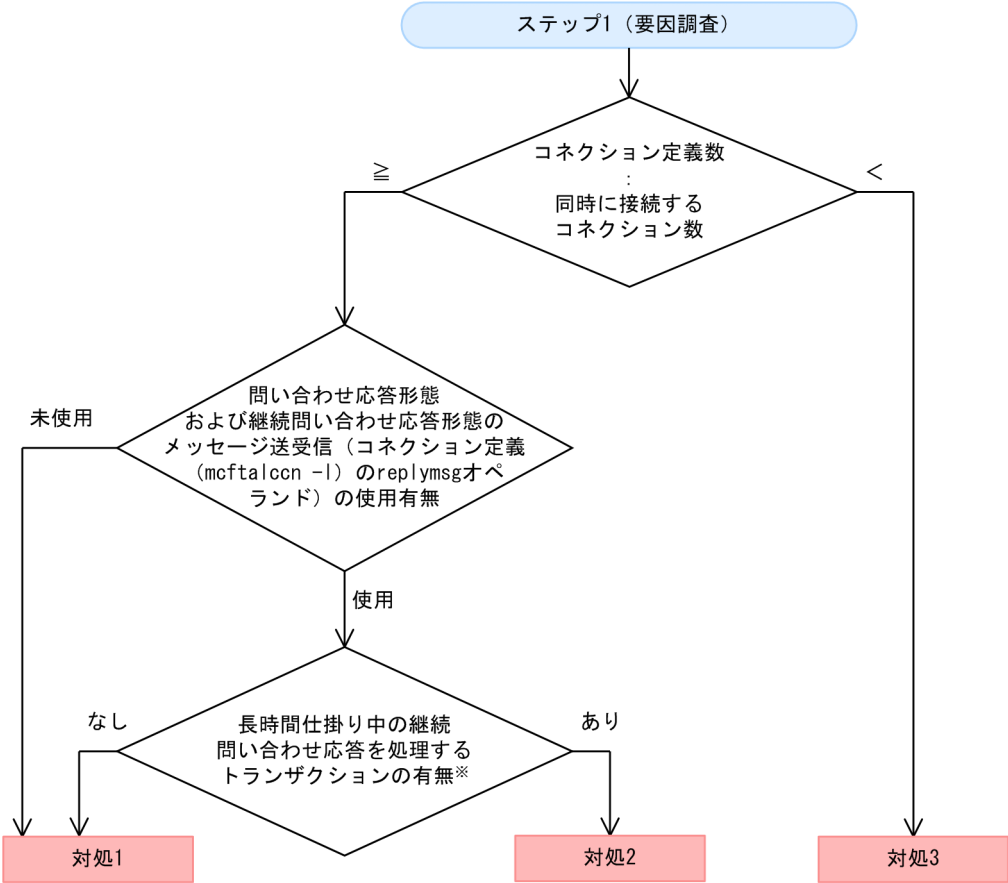 ステップ1（要因調査）
コネクション定義数
:
同時に接続する
コネクション数
≧
＜
問い合わせ応答形態
および継続問い合わせ応答形態の
メッセージ送受信（コネクション定義
(mcftalccn -l) のreplymsgオペ
ランド）の使用有無
未使用
使用
長時間仕掛り中の継続
問い合わせ応答を処理する
トランザクションの有無※
なし
あり
対処1
対処2
対処3